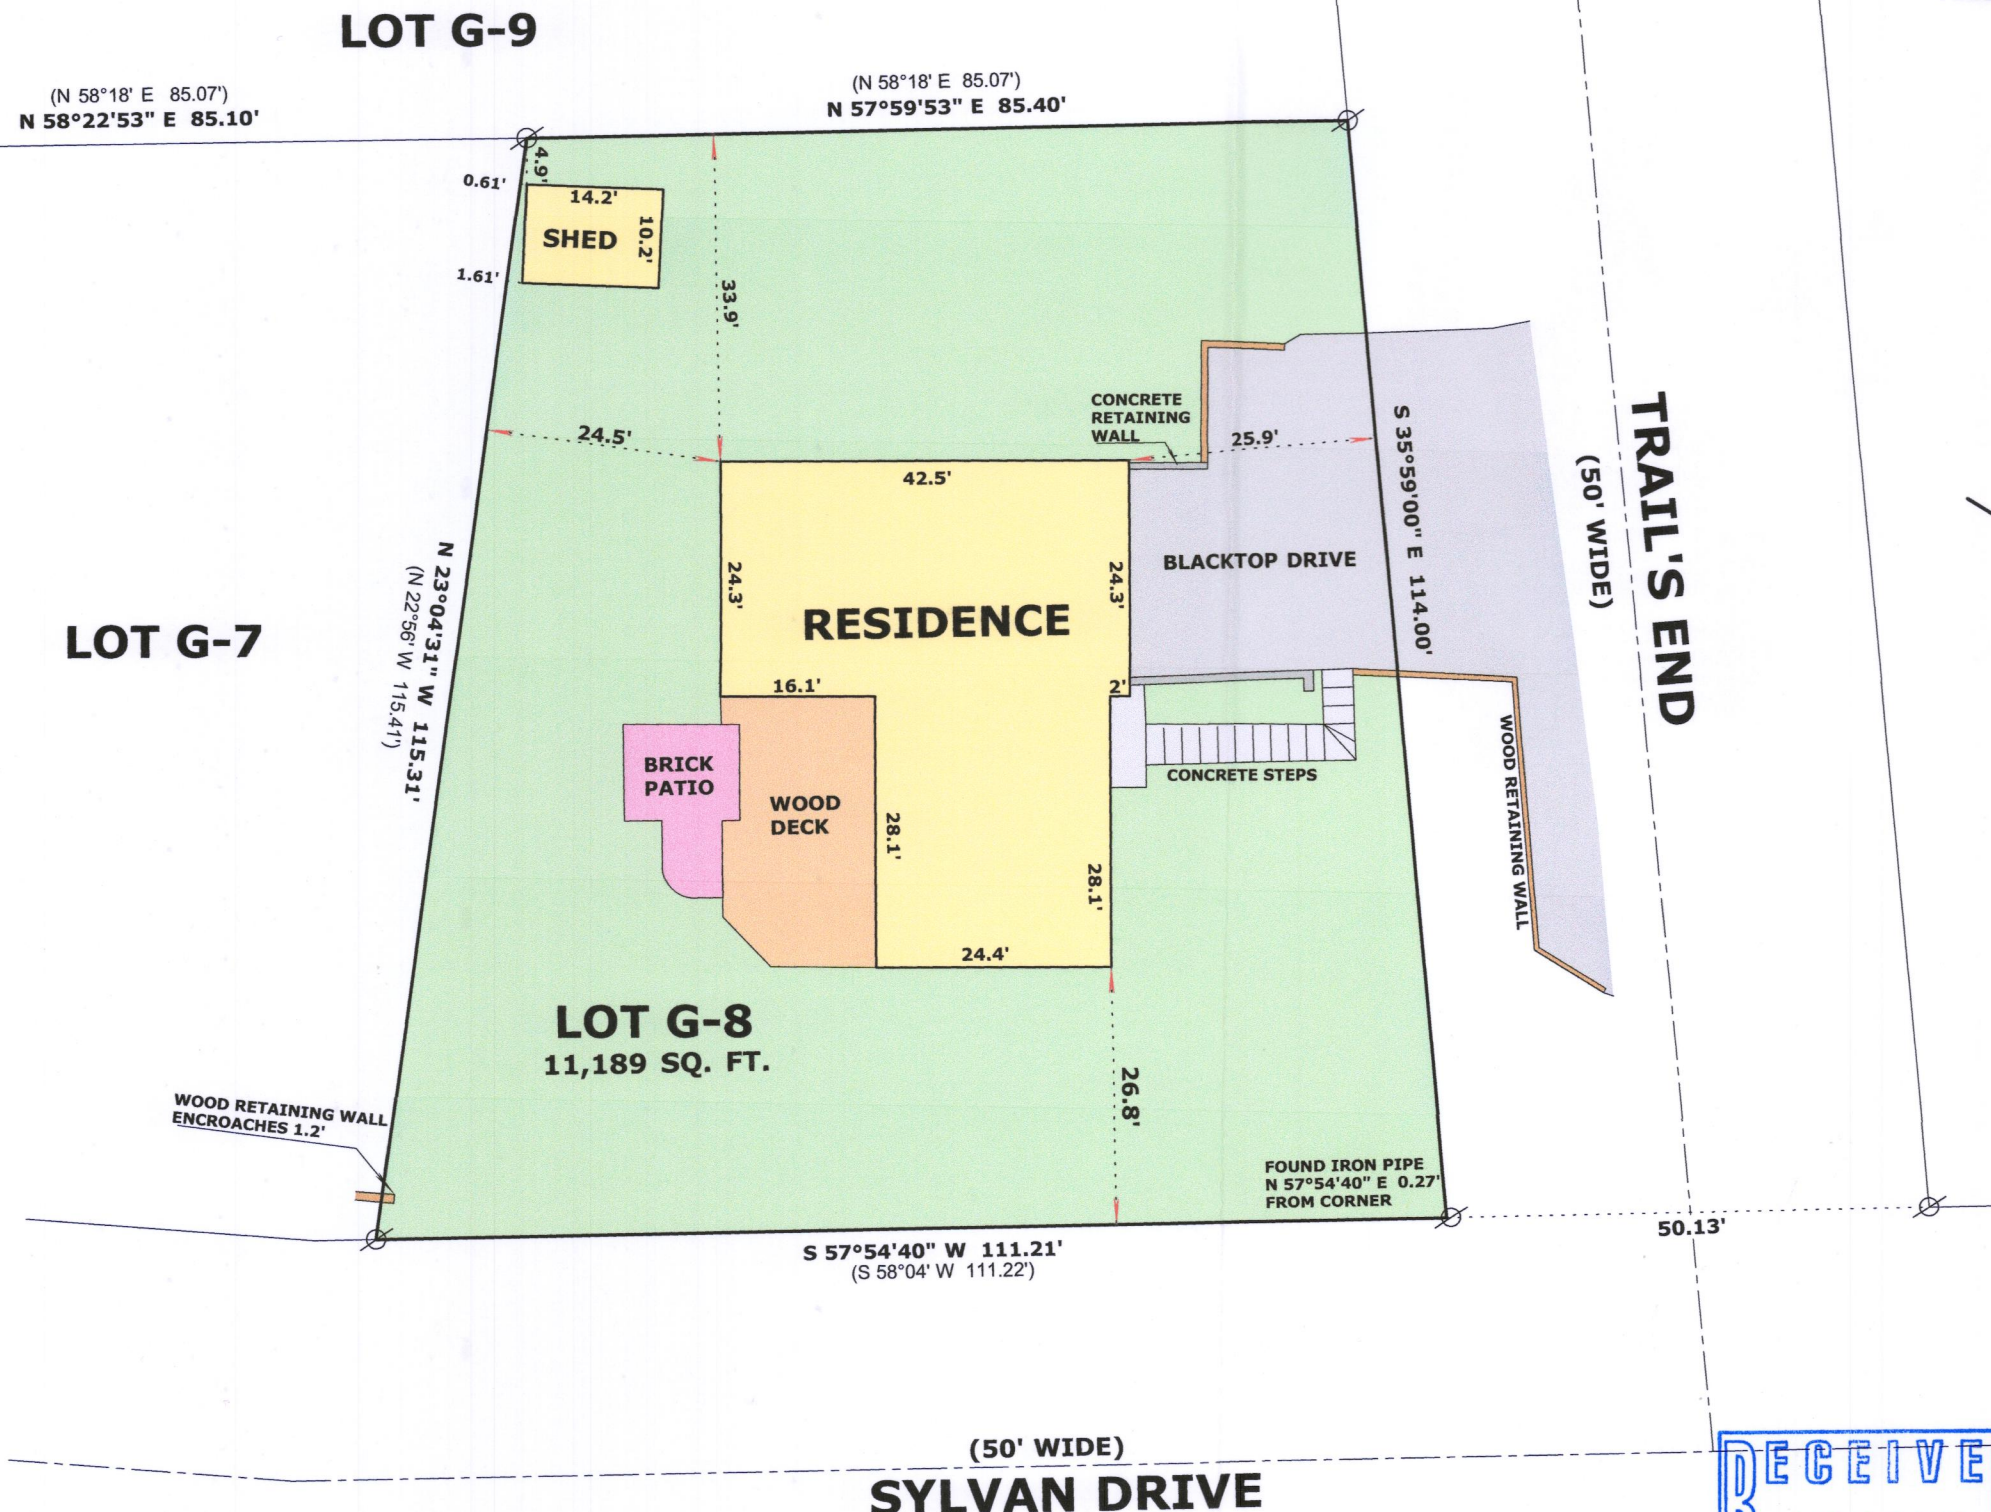 LOT G-9
(N 58°18' E 85.07')
N 58°22'53" E 85.10'
(N 58°18' E 85.07')
N 57°59'53" E 85.40'
4.9'
0.61'
14.2'
SHED
10.2'
1.61'
33.9'
24.5'
CONCRETE
RETAINING
WALL
25.9'
S 35°59'00" E 114.00'
TRAIL'S END
(50' WIDE)
42.5'
24.3'
24.3'
BLACKTOP DRIVE
RESIDENCE
LOT G-7
N 23°04'31" W 115.31'
(N 22°56' W 115.41')
16.1'
2'
BRICK
PATIO
WOOD
DECK
CONCRETE STEPS
WOOD RETAINING WALL
28.1'
28.1'
24.4'
LOT G-8
11,189 SQ. FT.
26.8'
WOOD RETAINING WALL
ENCROACHES 1.2'
FOUND IRON PIPE
N 57°54'40" E 0.27'
FROM CORNER
S 57°54'40" W 111.21'
(S 58°04' W 111.22')
50.13'
(50' WIDE)
SYLVAN DRIVE
ECEIVE